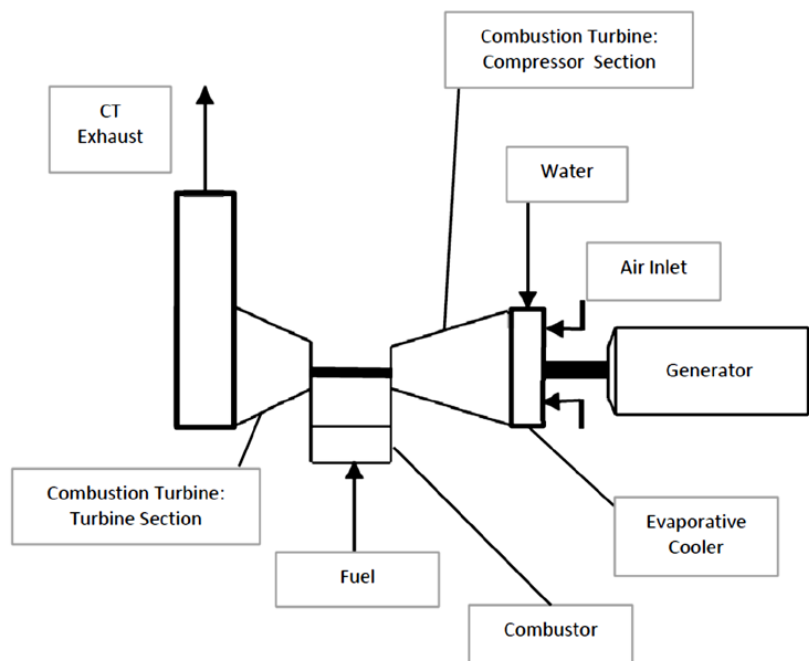 Combustion Turbine:
Compressor Section
CT
Exhaust
Water
Air Inlet
Generator
Combustion Turbine:
Turbine Section
Evaporative
Cooler
Fuel
Combustor